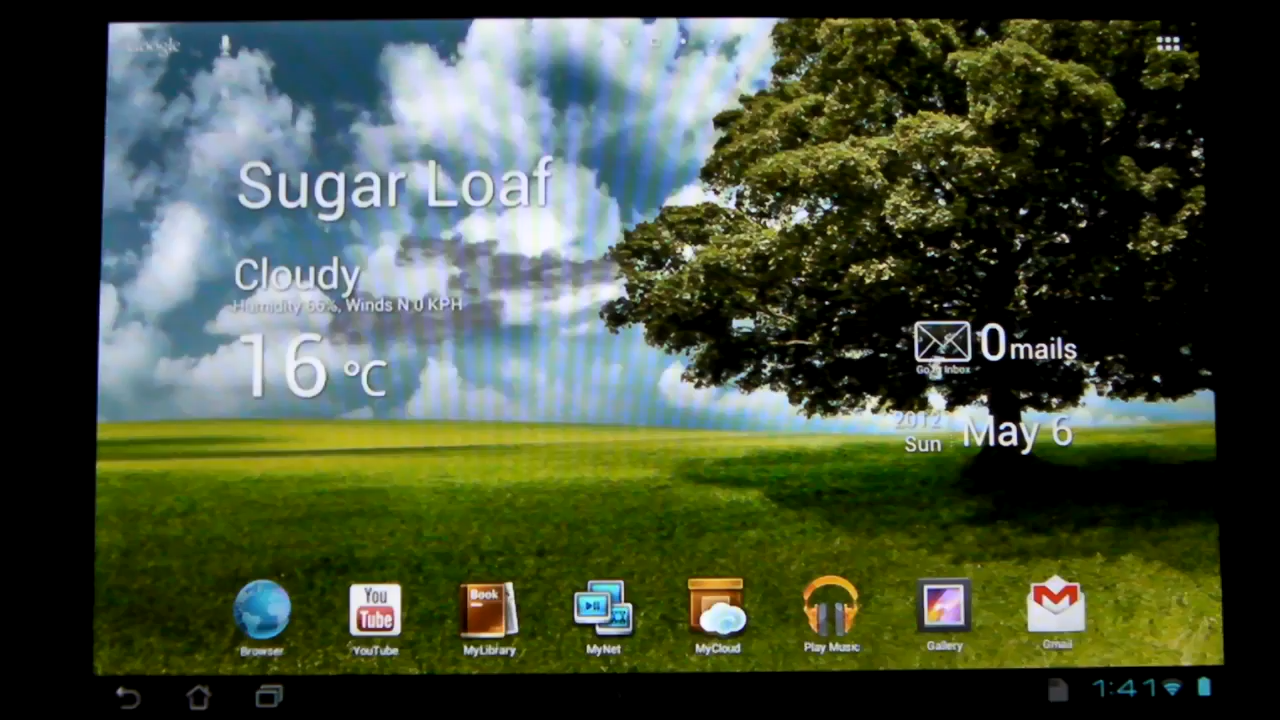 Google
Sugar Loaf
Cloudy
Humidity 66%, Winds N 0 KPH
16 °C
0 mails
Go to Inbox
2012
Sun
May 6
You
Tube
Book
Browser
YouTube
MyLibrary
MyNet
MyCloud
Play Music
Gallery
Gmail
1:41